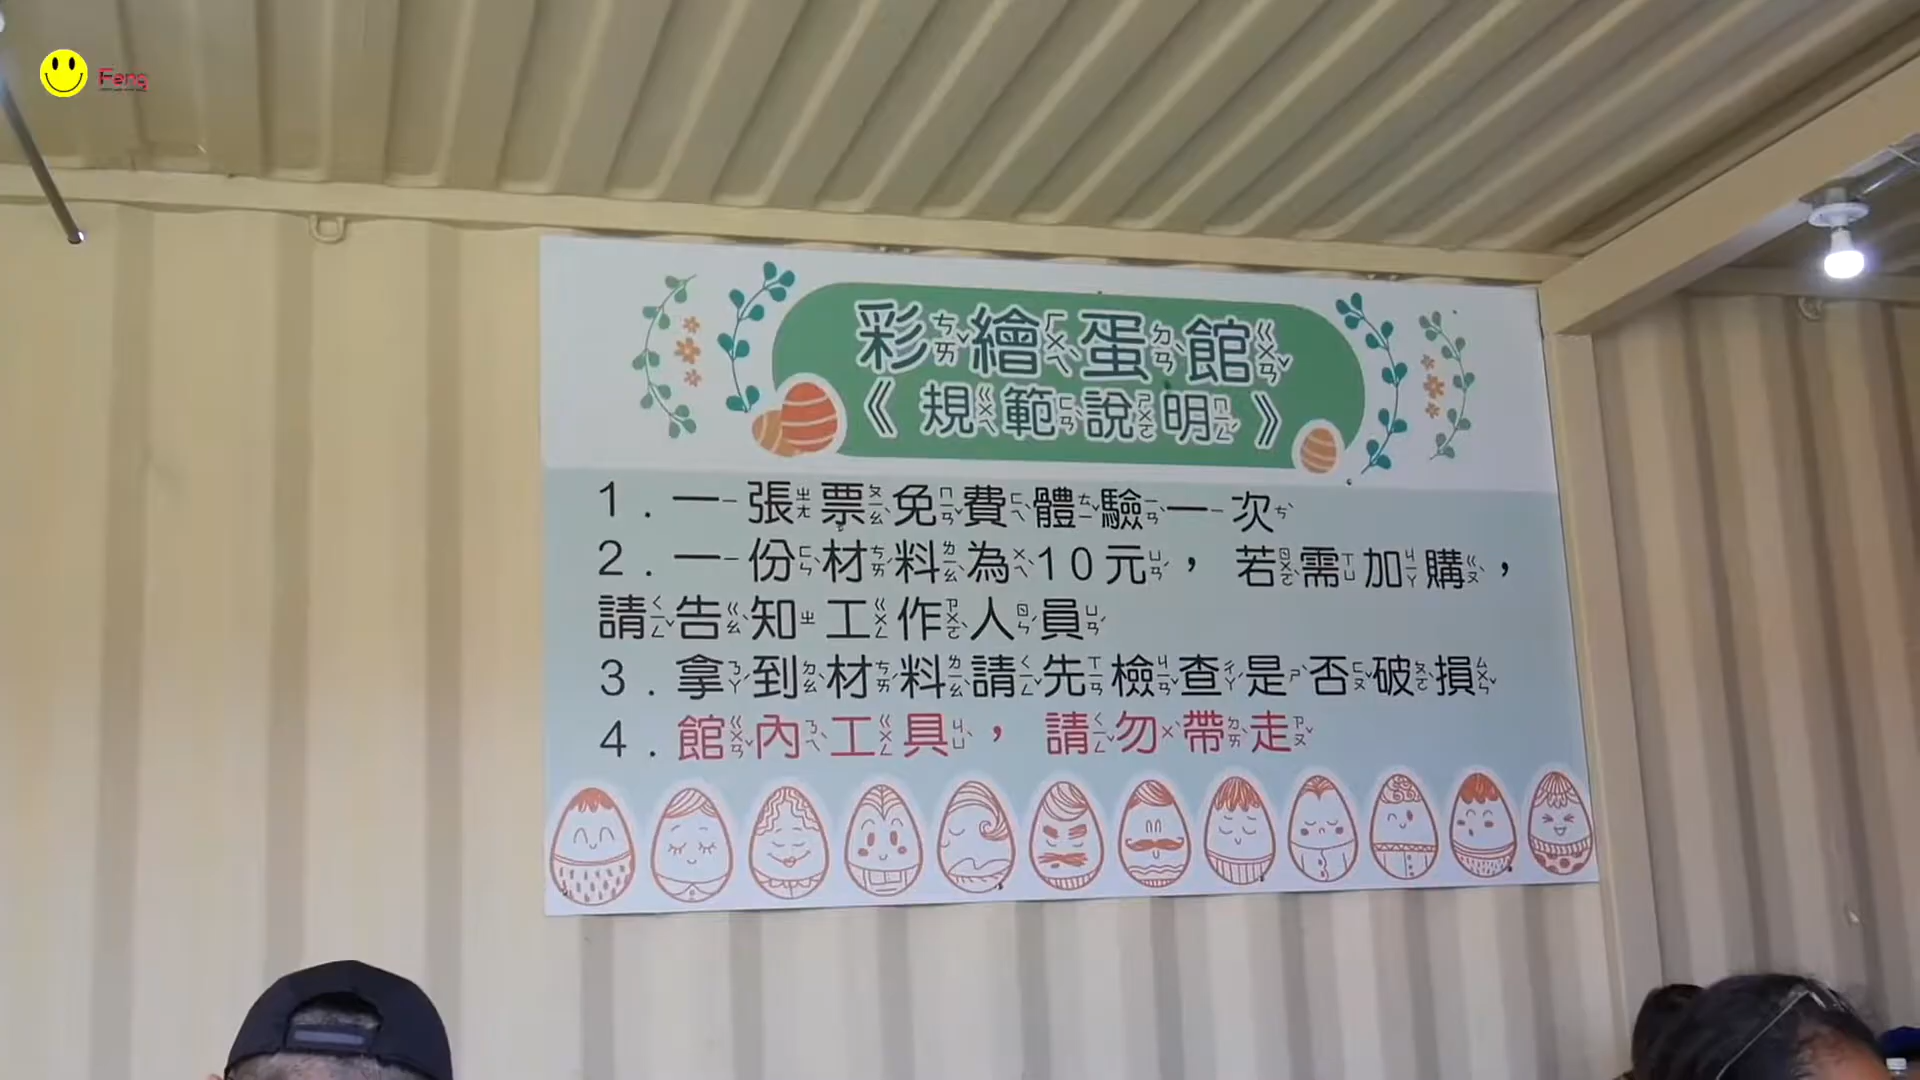 Feng
彩繪蛋館
《規範說明》
1.一張票免費體驗一次
2.一份材料為10元，若需加購，
請告知工作人員
3.拿到材料請先檢查是否破損
4.館內工具，請勿帶走